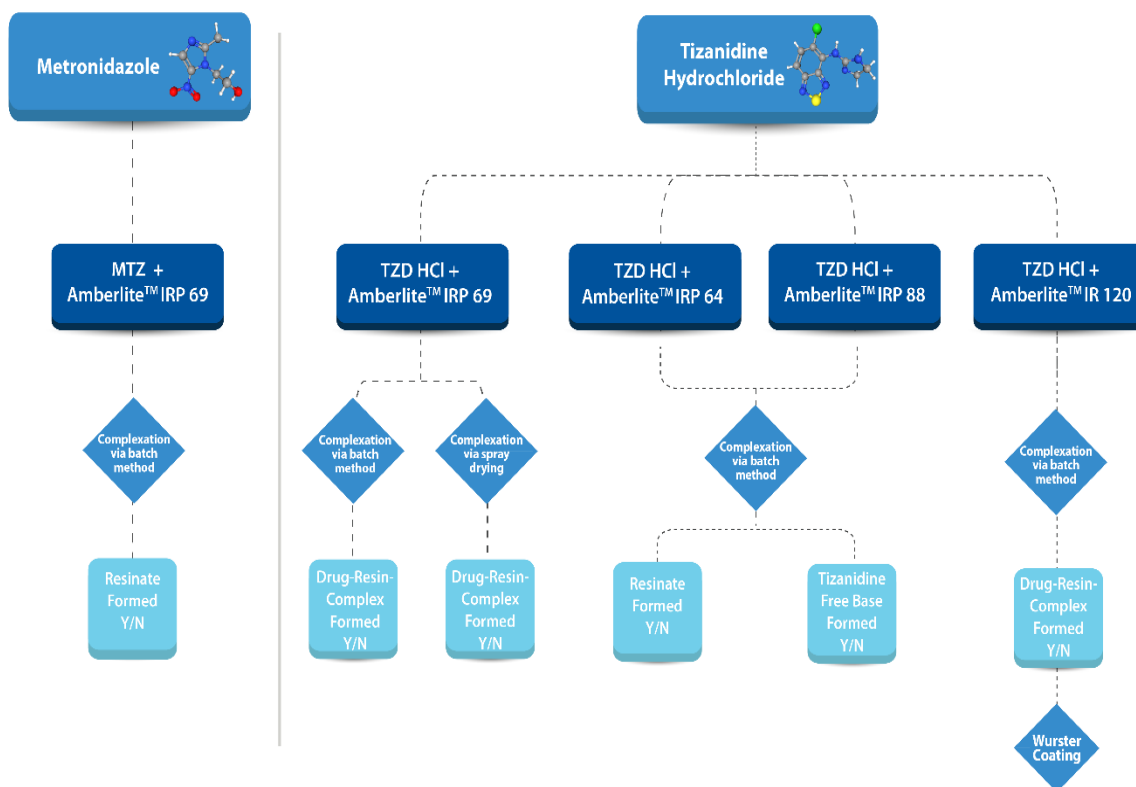 Metronidazole
Tizanidine
Hydrochloride
MTZ +
Amberlite™ IRP 69
TZD HCl +
Amberlite™ IRP 69
TZD HCl +
Amberlite™ IRP 64
TZD HCl +
Amberlite™ IRP 88
TZD HCl +
Amberlite™ IR 120
Complexation
via batch
method
Complexation
via batch
method
Complexation
via spray
drying
Complexation
via batch
method
Complexation
via batch
method
Resinate
Formed
Y/N
Drug-Resin-
Complex
Formed
Y/N
Drug-Resin-
Complex
Formed
Y/N
Resinate
Formed
Y/N
Tizanidine
Free Base
Formed
Y/N
Drug-Resin-
Complex
Formed
Y/N
Wurster
Coating